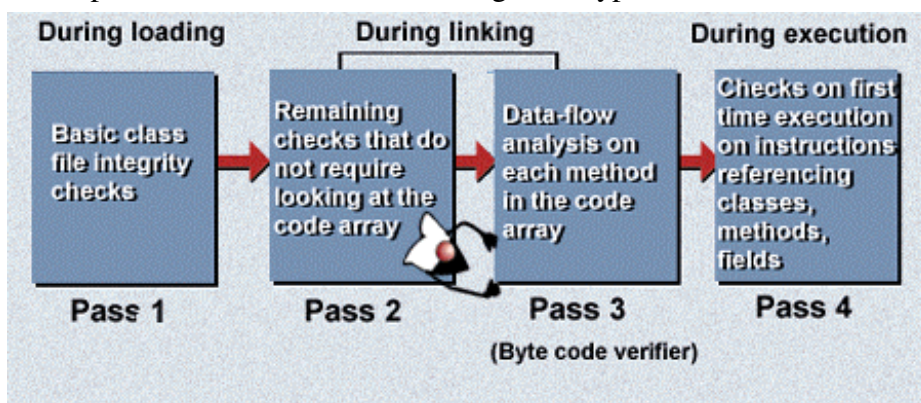 During loading
During linking
During execution
Basic class
file integrity
checks
Remaining
checks that do
not require
looking at the
code array
Data-flow
analysis on
each method
in the code
array
Checks on first
time execution
on instructions
referencing
classes,
methods,
fields
Pass 1
Pass 2
Pass 3
Pass 4
(Byte code verifier)